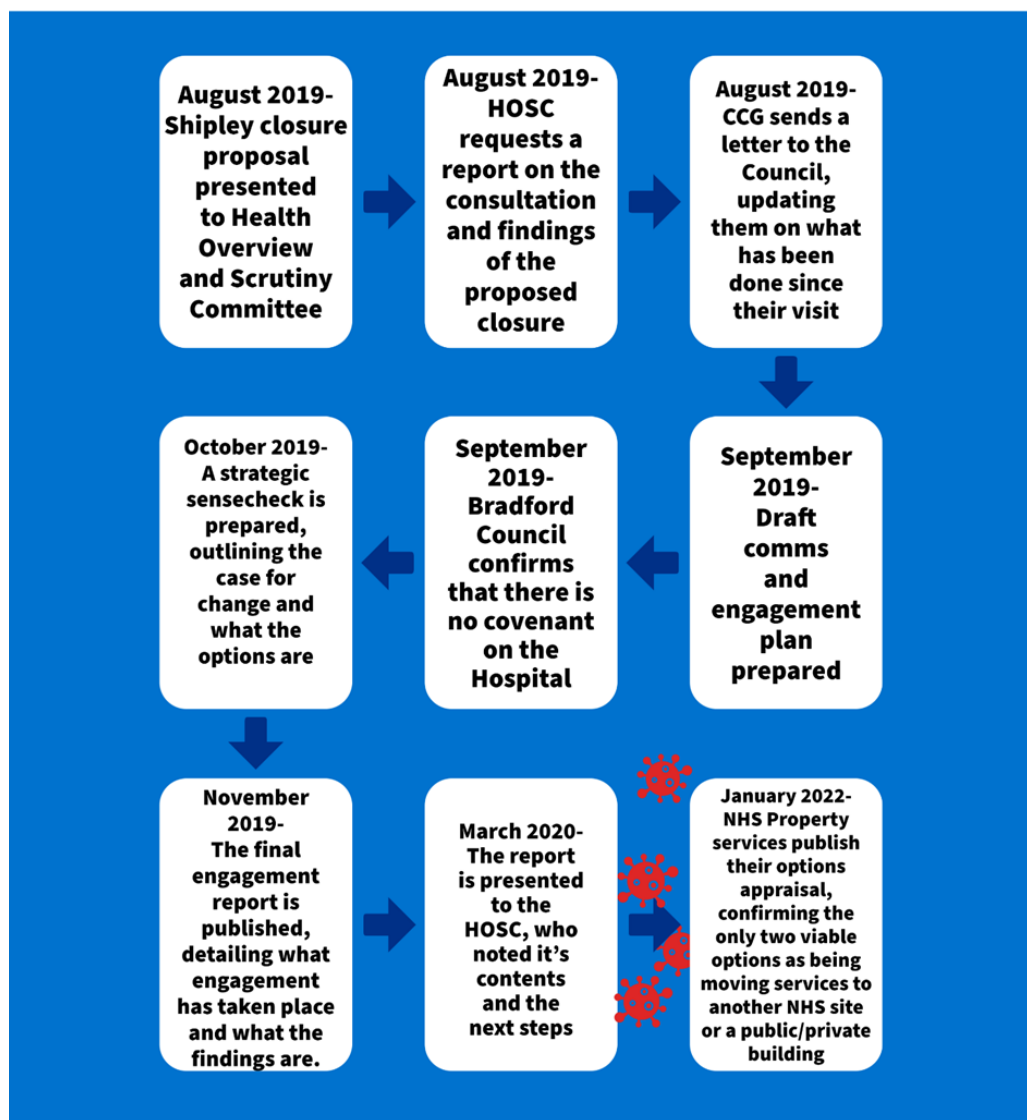 August 2019-
Shipley closure
proposal
presented
to Health
Overview
and Scrutiny
Committee
August 2019-
HOSC
requests a
report on the
consultation
and findings
of the
proposed
closure
August 2019-
CCG sends a
letter to the
Council,
updating
them on what
has been
done since
their visit
September
2019-
Draft
comms
and
engagement
plan
prepared
September
2019-
Bradford
Council
confirms
that there is
no covenant
on the
Hospital
October 2019-
A strategic
sensecheck is
prepared,
outlining the
case for
change and
what the
options are
November
2019-
The final
engagement
report is
published,
detailing what
engagement
has taken place
and what the
findings are.
March 2020-
The report
is presented
to the
HOSC, who
noted it's
contents
and the
next steps
January 2022-
NHS Property
services publish
their options
appraisal,
confirming the
only two viable
options as being
moving services to
another NHS site
or a public/private
building